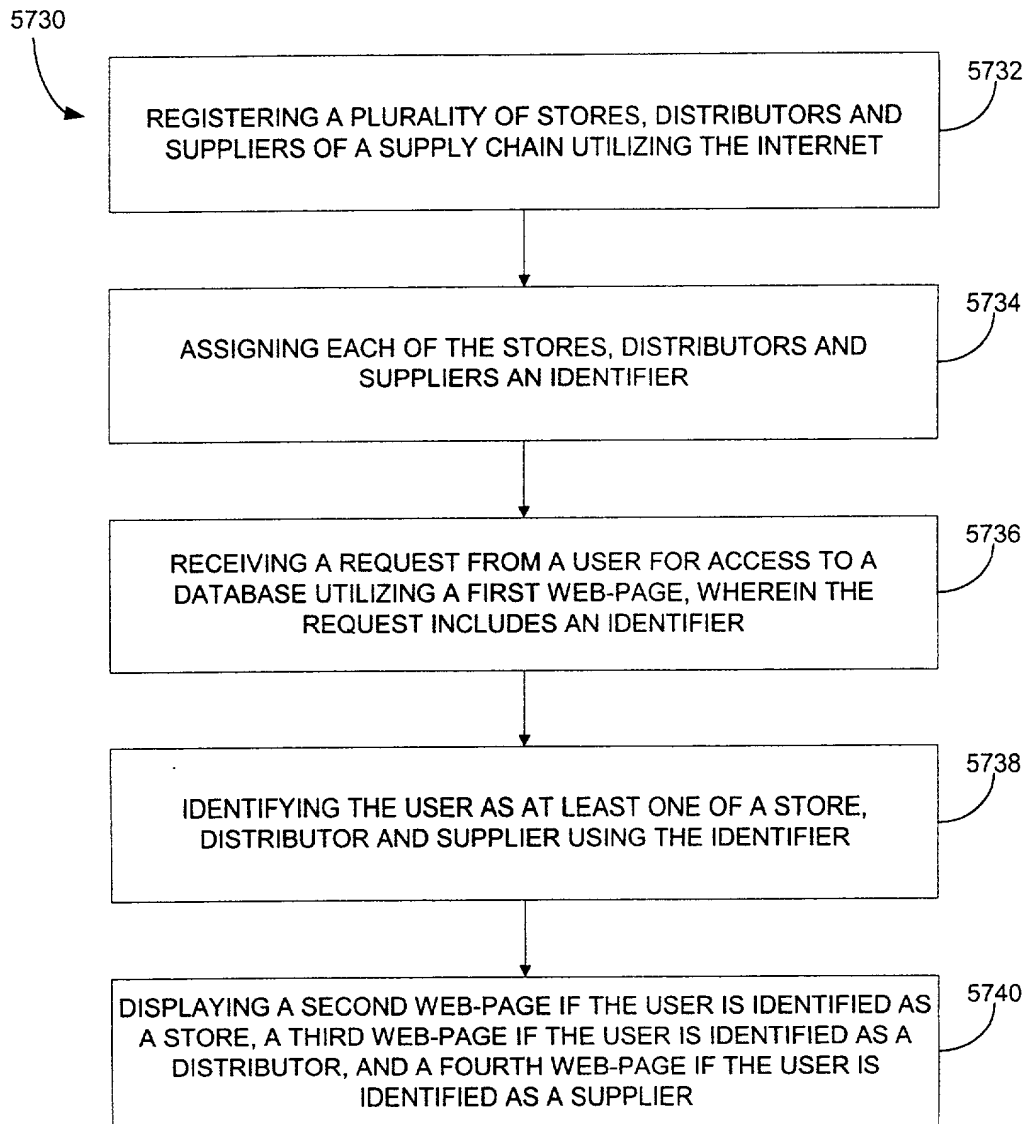 5730
5732
REGISTERING A PLURALITY OF STORES, DISTRIBUTORS AND
SUPPLIERS OF A SUPPLY CHAIN UTILIZING THE INTERNET
5734
ASSIGNING EACH OF THE STORES, DISTRIBUTORS AND
SUPPLIERS AN IDENTIFIER
5736
RECEIVING A REQUEST FROM A USER FOR ACCESS TO A
DATABASE UTILIZING A FIRST WEB-PAGE, WHEREIN THE
REQUEST INCLUDES AN IDENTIFIER
5738
IDENTIFYING THE USER AS AT LEAST ONE OF A STORE,
DISTRIBUTOR AND SUPPLIER USING THE IDENTIFIER
5740
DISPLAYING A SECOND WEB-PAGE IF THE USER IS IDENTIFIED AS
A STORE, A THIRD WEB-PAGE IF THE USER IS IDENTIFIED AS A
DISTRIBUTOR, AND A FOURTH WEB-PAGE IF THE USER IS
IDENTIFIED AS A SUPPLIER